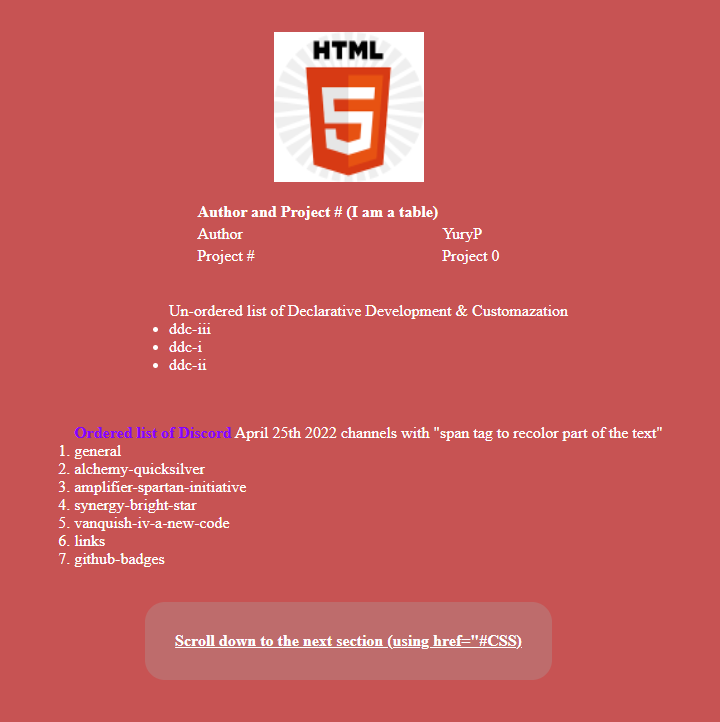 HTML
5
Author and Project # (I am a table)
Author YuryP
Project # Project 0
Un-ordered list of Declarative Development & Customazation
• ddc-iii
• ddc-i
• ddc-ii
Ordered list of Discord April 25th 2022 channels with "span tag to recolor part of the text"
1. general
2. alchemy-quicksilver
3. amplifier-spartan-initiative
4. synergy-bright-star
5. vanquish-iv-a-new-code
6. links
7. github-badges
Scroll down to the next section (using href="#CSS)